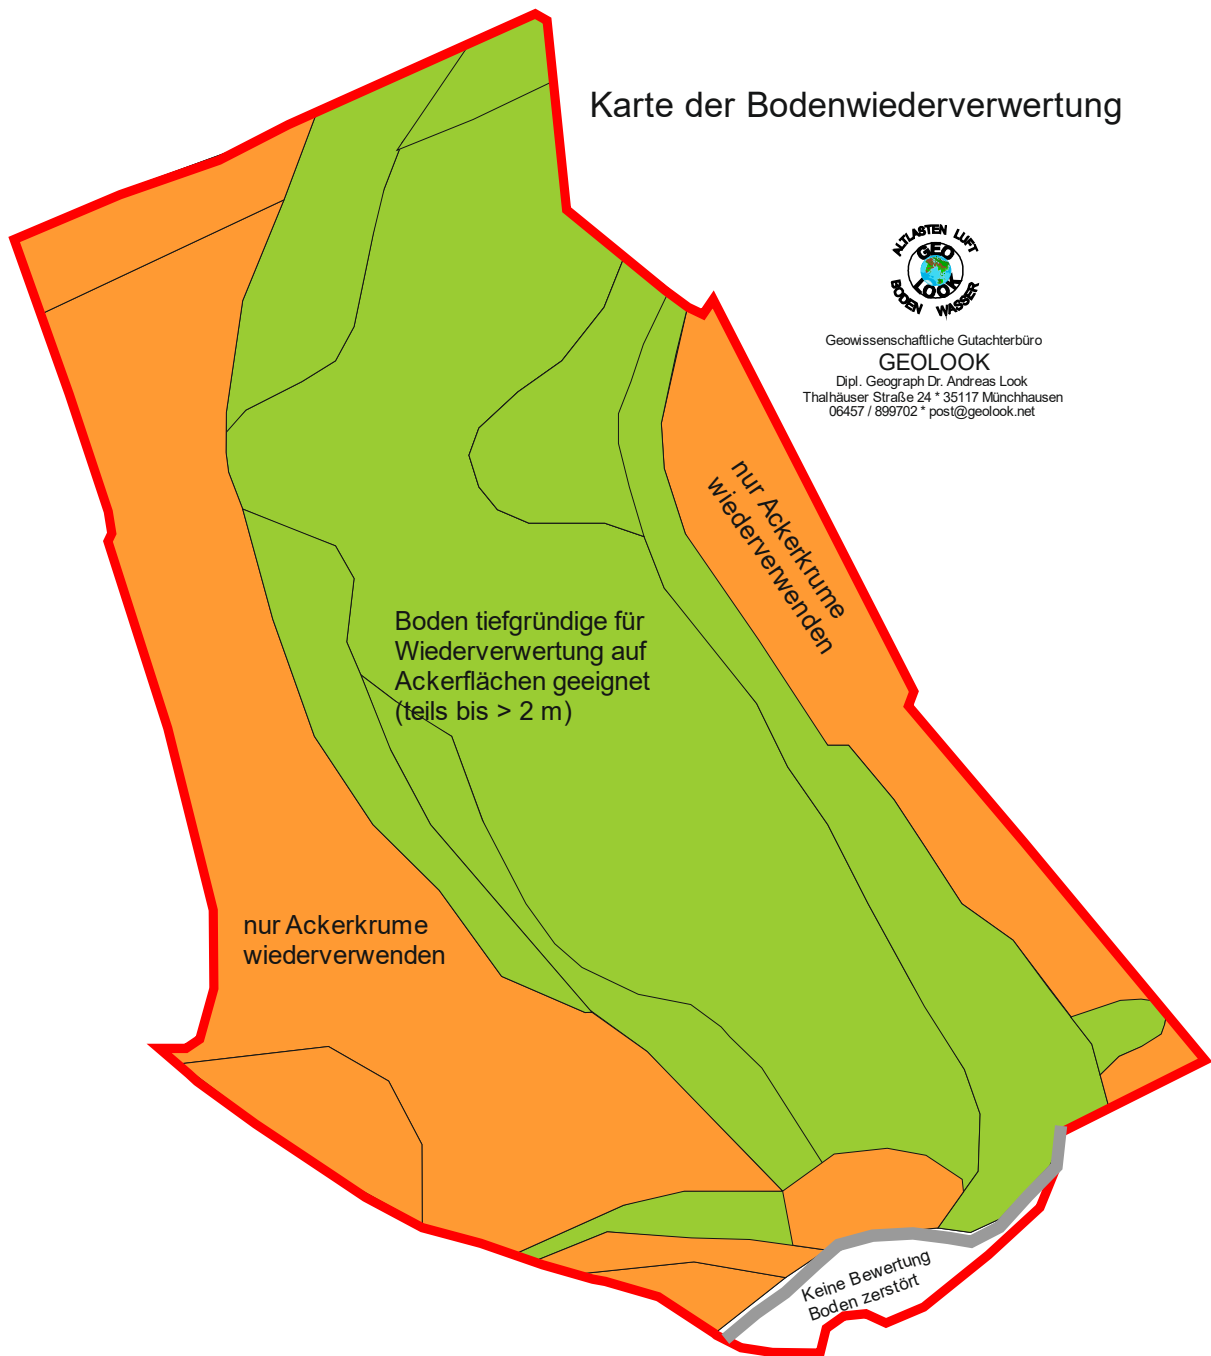 Karte der Bodenwiederverwertung
ALTLASTEN LUFT
GEO
LOOK
BODEN WASSER
Geowissenschaftliche Gutachterbüro
GEOLOOK
Dipl. Geograph Dr. Andreas Look
Thalhäuser Straße 24 * 35117 Münchhausen
06457 / 899702 * post@geolook.net
nur Ackerkrume
wiederverwenden
Boden tiefgründige für
Wiederverwertung auf
Ackerflächen geeignet
(teils bis > 2 m)
nur Ackerkrume
wiederverwenden
Keine Bewertung
Boden zerstört